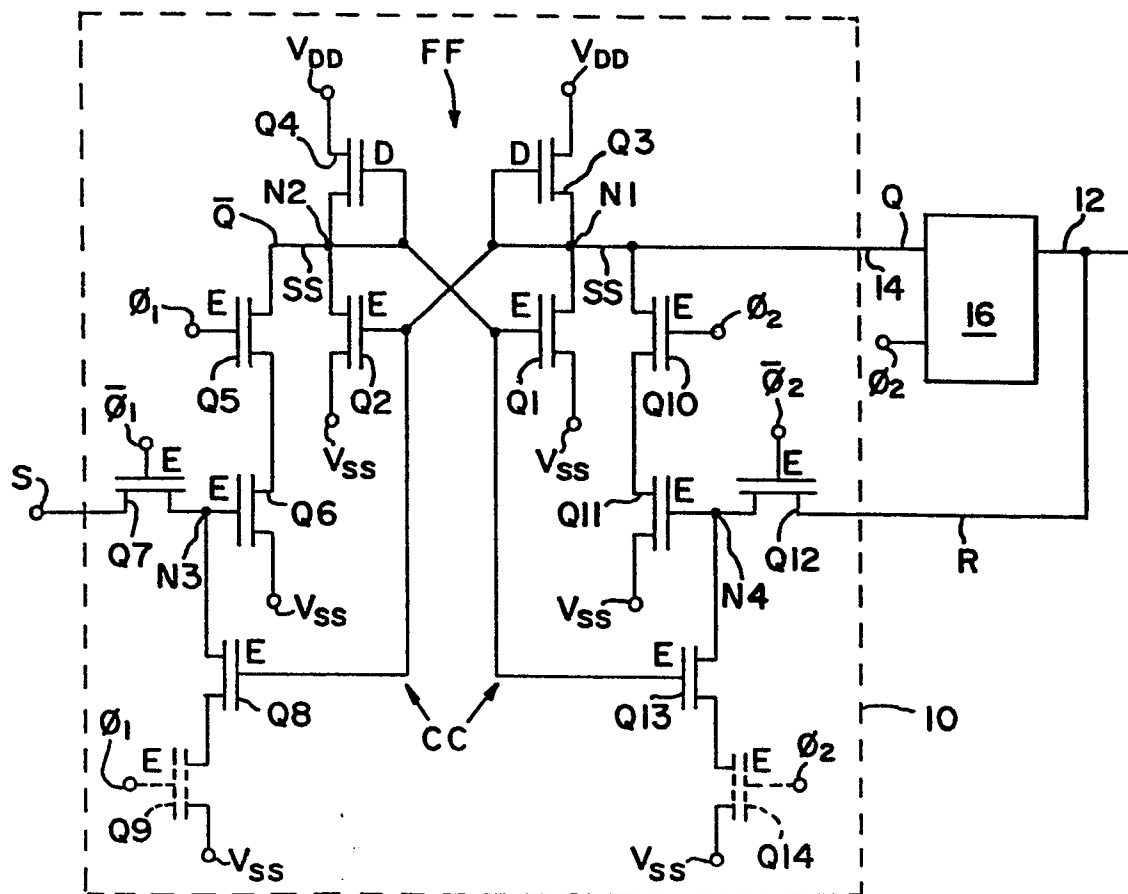 VDD FF VDD
Q4 D D Q3
N2 N1
Q̅ Q 12
SS SS 14
Ø1 E E E E Ø2 16
Q5 Q2 Q1 Q10 Ø2
Ø̅1 Ø̅2
VSS VSS
S E E E E
Q7 Q6 Q11 Q12 R
N3 N4
VSS VSS
E E
Q8 CC Q13 10
Ø1 E E Ø2
Q9 Q14
VSS VSS